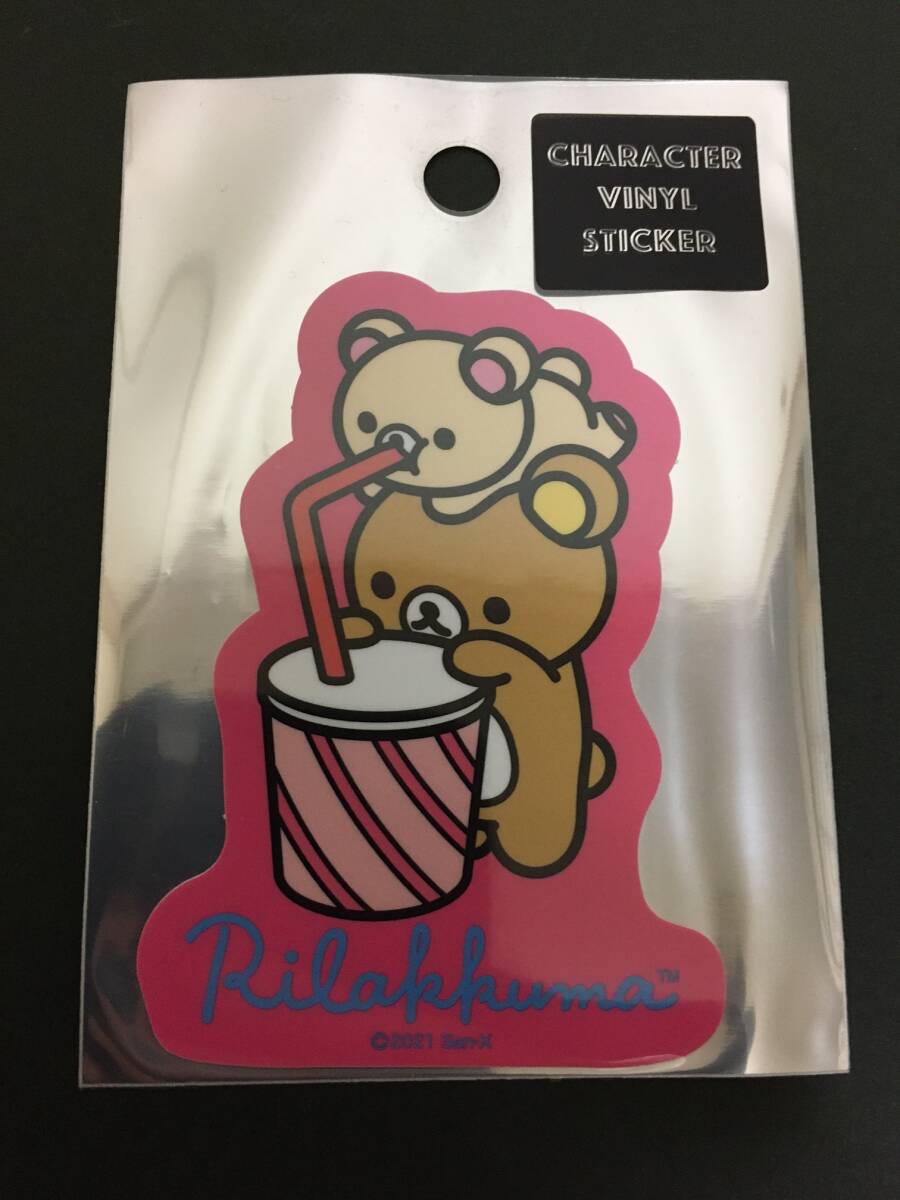 CHARACTER
VINYL
STICKER
Rilakkuma™
©2021 San-X